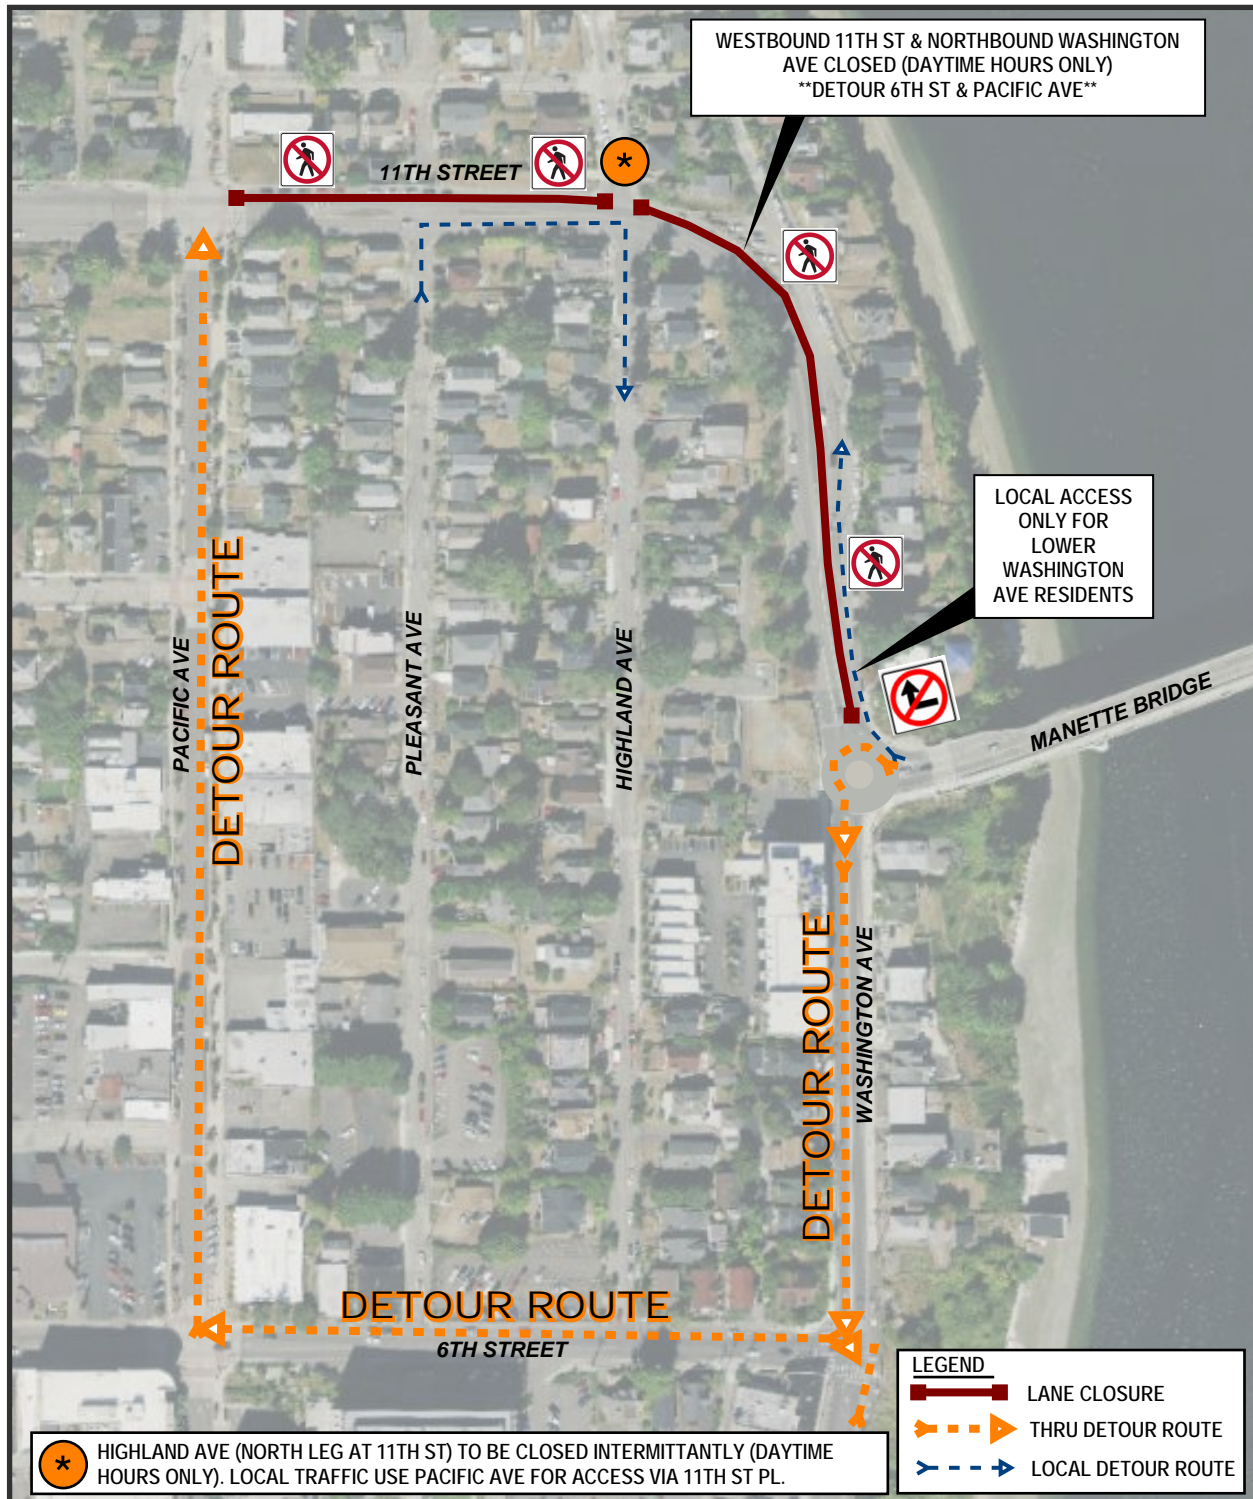 WESTBOUND 11TH ST & NORTHBOUND WASHINGTON
AVE CLOSED (DAYTIME HOURS ONLY)
**DETOUR 6TH ST & PACIFIC AVE**
11TH STREET
*
LOCAL ACCESS
ONLY FOR
LOWER
WASHINGTON
AVE RESIDENTS
PACIFIC AVE
DETOUR ROUTE
PLEASANT AVE
HIGHLAND AVE
MANETTE BRIDGE
DETOUR ROUTE
WASHINGTON AVE
DETOUR ROUTE
6TH STREET
LEGEND
LANE CLOSURE
THRU DETOUR ROUTE
LOCAL DETOUR ROUTE
*
HIGHLAND AVE (NORTH LEG AT 11TH ST) TO BE CLOSED INTERMITTANTLY (DAYTIME
HOURS ONLY). LOCAL TRAFFIC USE PACIFIC AVE FOR ACCESS VIA 11TH ST PL.